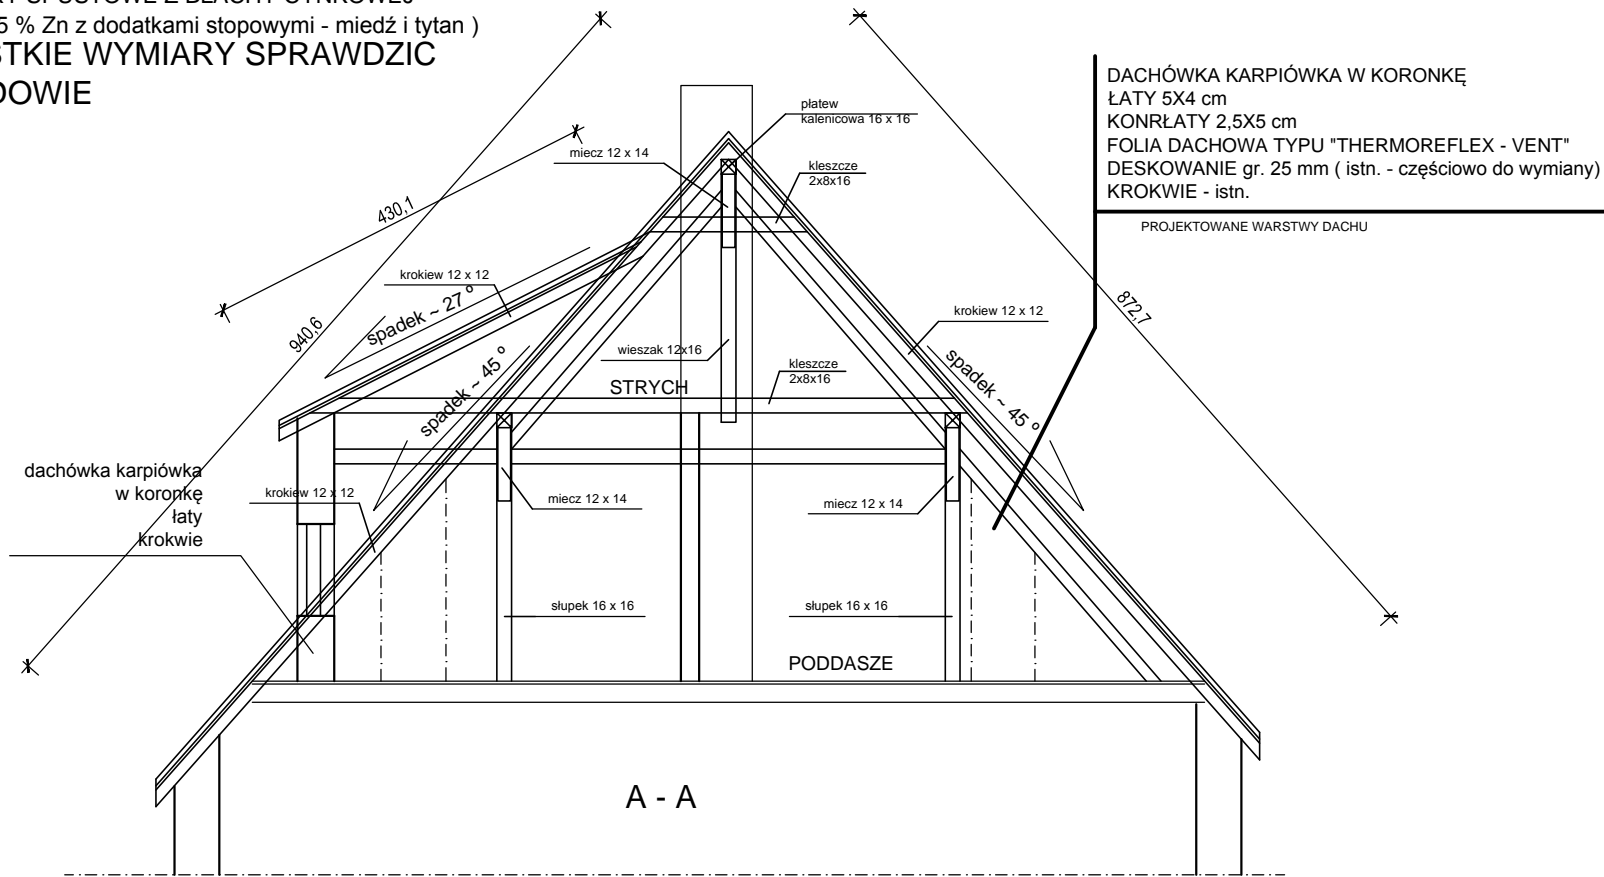 5 % Zn z dodatkami stopowymi - miedź i tytan )
WYMIARY SPRAWDZIĆ
DACHÓWKA KARPIÓWKA W KORONKĘ
ŁATY 5X4 cm
KONRŁATY 2,5X5 cm
FOLIA DACHOWA TYPU "THERMOREFLEX - VENT"
DESKOWANIE gr. 25 mm ( istn. - częściowo do wymiany)
KROKWIE - istn.
PROJEKTOWANE WARSTWY DACHU
płatew
kalenicowa 16 x 16
miecz 12 x 14
kleszcze
2x8x16
430,1
krokiew 12 x 12
spadek ~ 27 º
940,6
872,7
krokiew 12 x 12
wieszak 12x16
kleszcze
2x8x16
STRYCH
spadek ~ 45 º
spadek ~ 45 º
dachówka karpiówka
w koronkę
łaty
krokwie
krokiew 12 x 12
miecz 12 x 14
miecz 12 x 14
słupek 16 x 16
słupek 16 x 16
PODDASZE
A - A